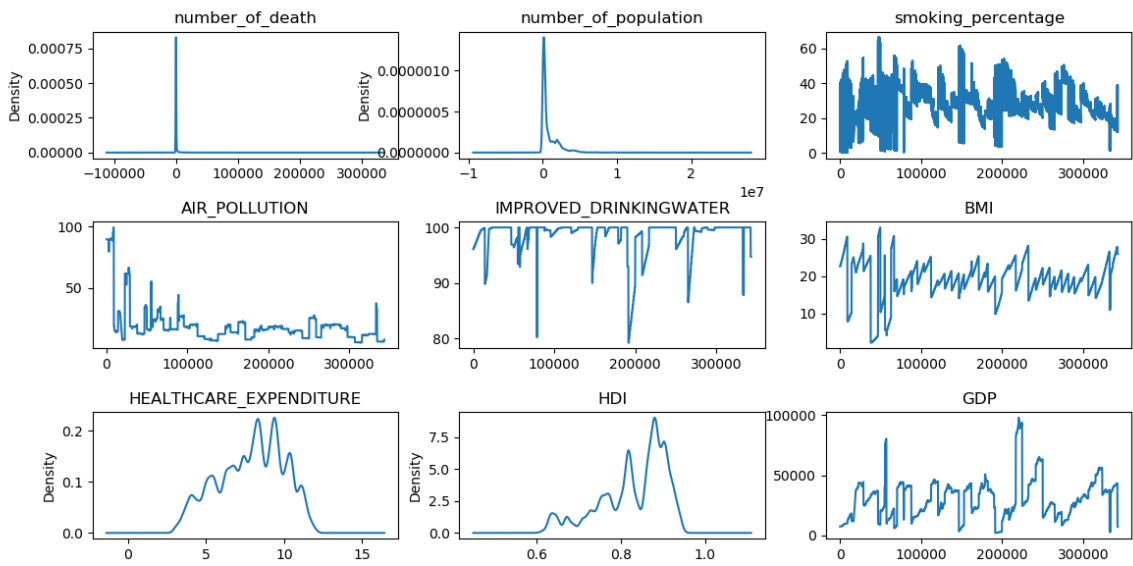 number_of_death
number_of_population
smoking_percentage
Density
0.00075
0.00050
0.00025
0.00000
−100000 0 100000 200000 300000
Density
0.0000010
0.0000005
0.0000000
−1 0 1 2
1e7
60
40
20
0
0 100000 200000 300000
AIR_POLLUTION
IMPROVED_DRINKINGWATER
BMI
100
50
0 100000 200000 300000
100
90
80
0 100000 200000 300000
30
20
10
0 100000 200000 300000
HEALTHCARE_EXPENDITURE
HDI
GDP
Density
0.2
0.1
0.0
0 5 10 15
Density
7.5
5.0
2.5
0.0
0.6 0.8 1.0
100000
50000
0
0 100000 200000 300000